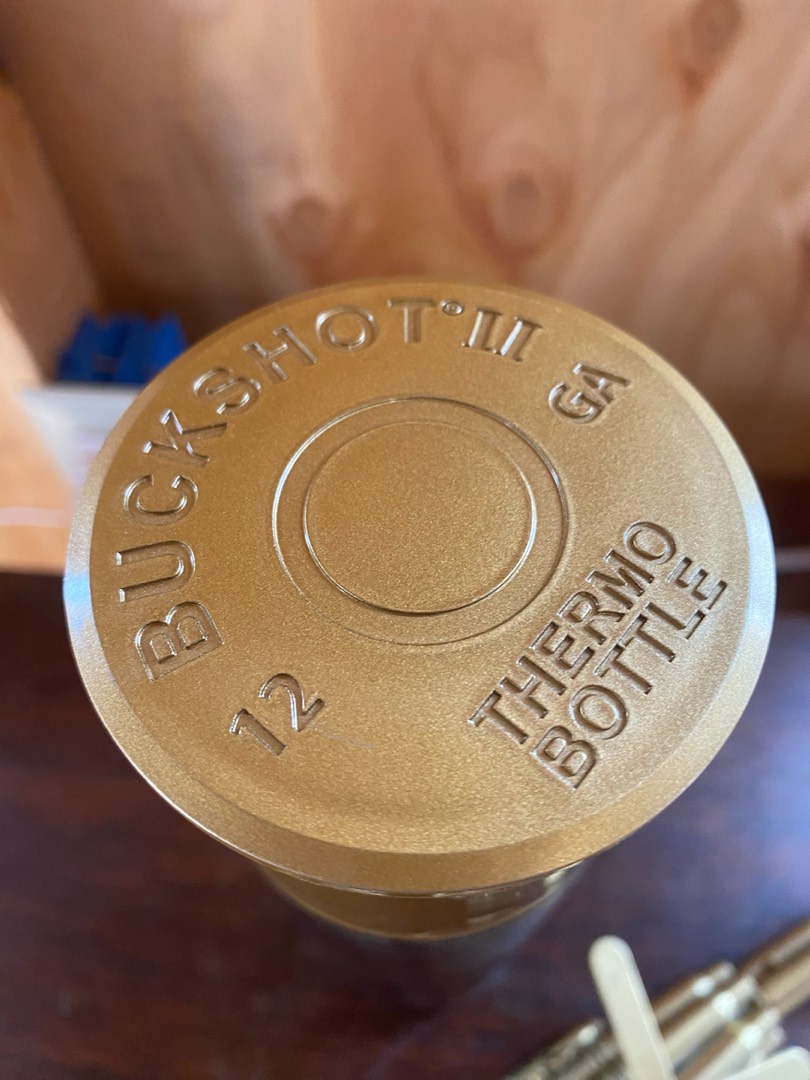 BUCKSHOT® II
12 GA
THERMO
BOTTLE